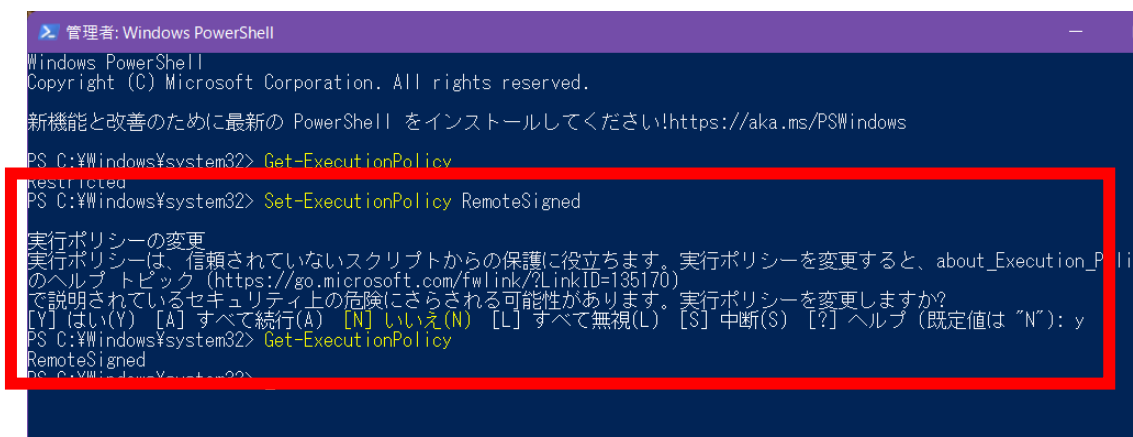 管理者: Windows PowerShell
Windows PowerShell
Copyright (C) Microsoft Corporation. All rights reserved.
新機能と改善のために最新の PowerShell をインストールしてください!https://aka.ms/PSWindows
PS C:¥Windows¥system32> Get-ExecutionPolicy
Restricted
PS C:¥Windows¥system32> Set-ExecutionPolicy RemoteSigned
実行ポリシーの変更
実行ポリシーは、信頼されていないスクリプトからの保護に役立ちます。実行ポリシーを変更すると、about_Execution_Poli
のヘルプ トピック (https://go.microsoft.com/fwlink/?LinkID=135170)
で説明されているセキュリティ上の危険にさらされる可能性があります。実行ポリシーを変更しますか?
[Y] はい(Y)  [A] すべて続行(A)  [N] いいえ(N)  [L] すべて無視(L)  [S] 中断(S)  [?] ヘルプ (既定値は "N"): y
PS C:¥Windows¥system32> Get-ExecutionPolicy
RemoteSigned
PS C:¥Windows¥system32>